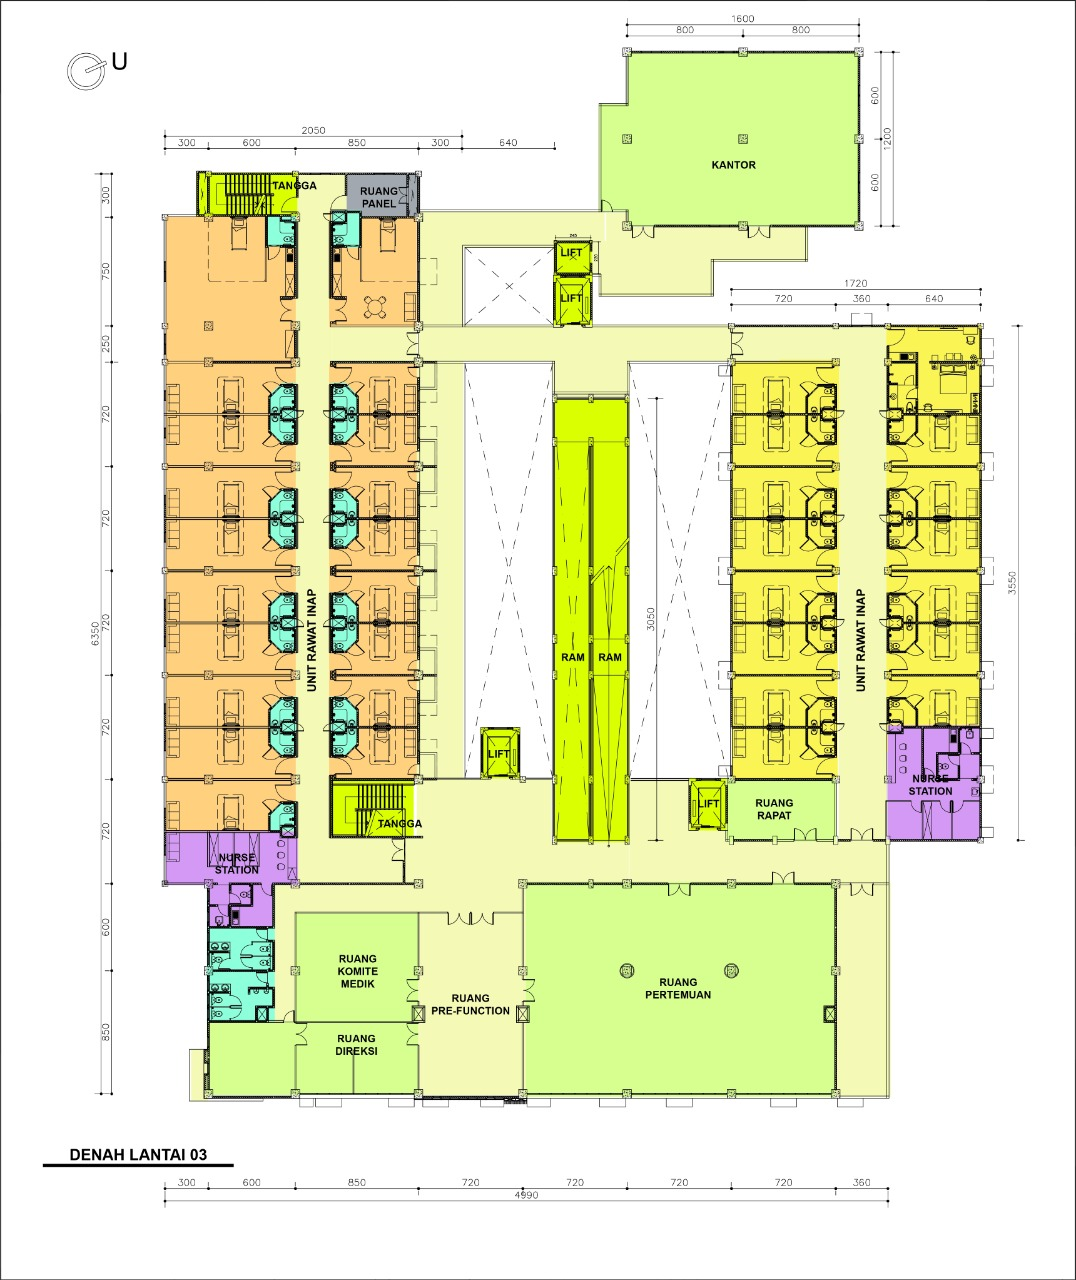 1600
800
800
U
600
1200
600
KANTOR
2050
300
600
850
300
640
TANGGA
RUANG
PANEL
300
750
250
720
720
720
720
720
600
850
6350
LIFT
LIFT
1720
720
360
640
UNIT RAWAT INAP
RAM
RAM
3050
UNIT RAWAT INAP
3550
LIFT
LIFT
TANGGA
RUANG
RAPAT
NURSE
STATION
NURSE
STATION
RUANG
KOMITE
MEDIK
RUANG
PRE-FUNCTION
RUANG
PERTEMUAN
RUANG
DIREKSI
DENAH LANTAI 03
300
600
850
720
720
720
720
360
4990